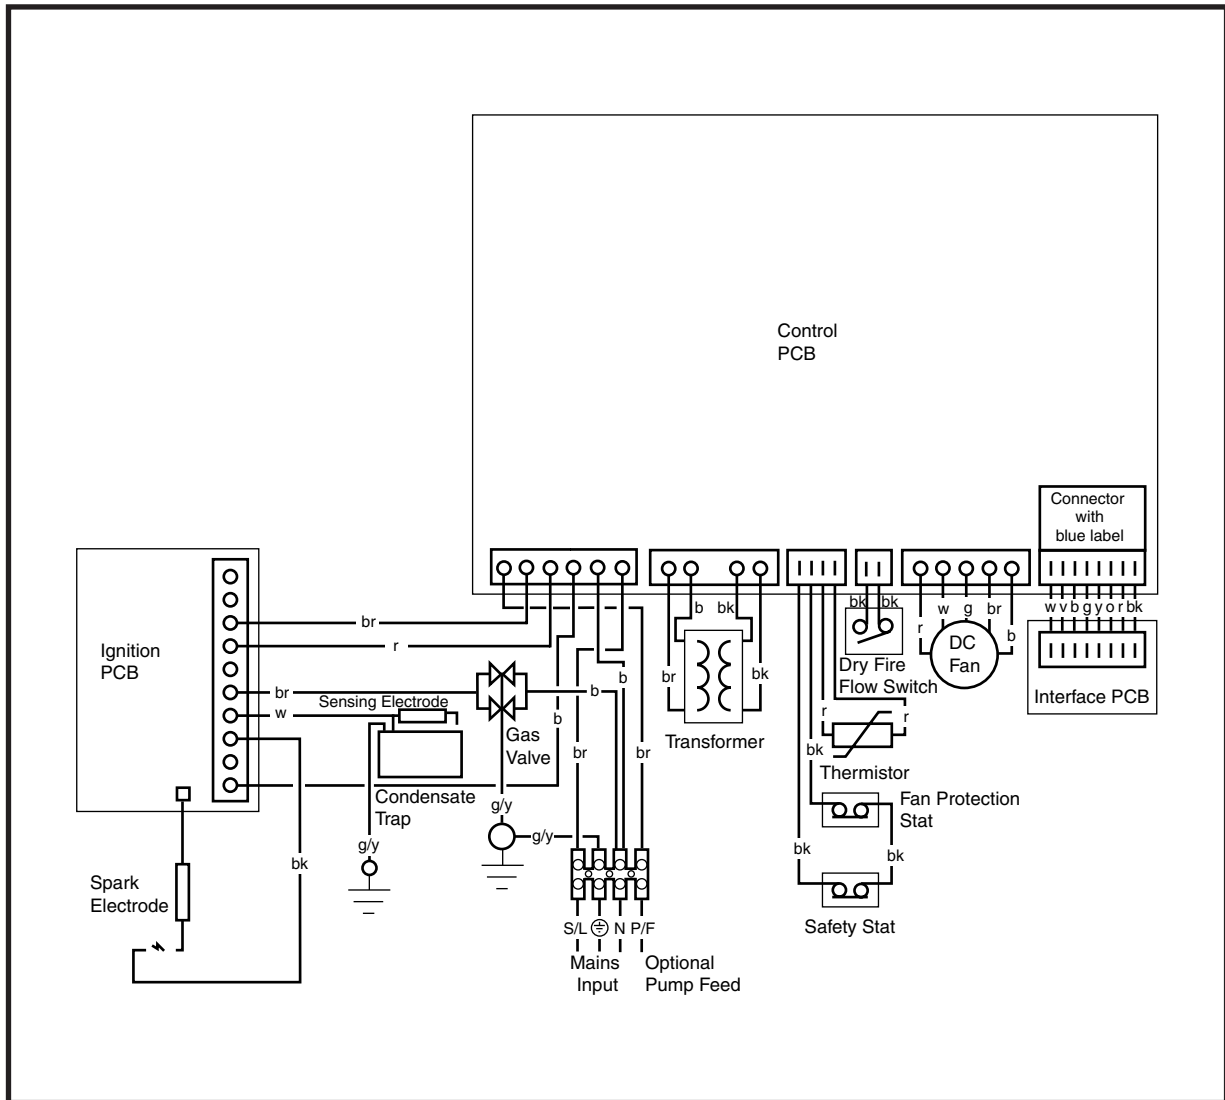 Control
PCB
Connector
with
blue label
w v b g y o r bk
Interface PCB
r
w
g
br
b
DC
Fan
bk
bk
Dry Fire
Flow Switch
b
bk
br
bk
Transformer
r
r
Thermistor
bk
Fan Protection
Stat
bk
bk
Safety Stat
Ignition
PCB
br
r
br
Sensing Electrode
w
Gas
Valve
b
b
b
br
br
Condensate
Trap
g/y
g/y
g/y
bk
Spark
Electrode
S/L
N
P/F
Mains
Input
Optional
Pump Feed